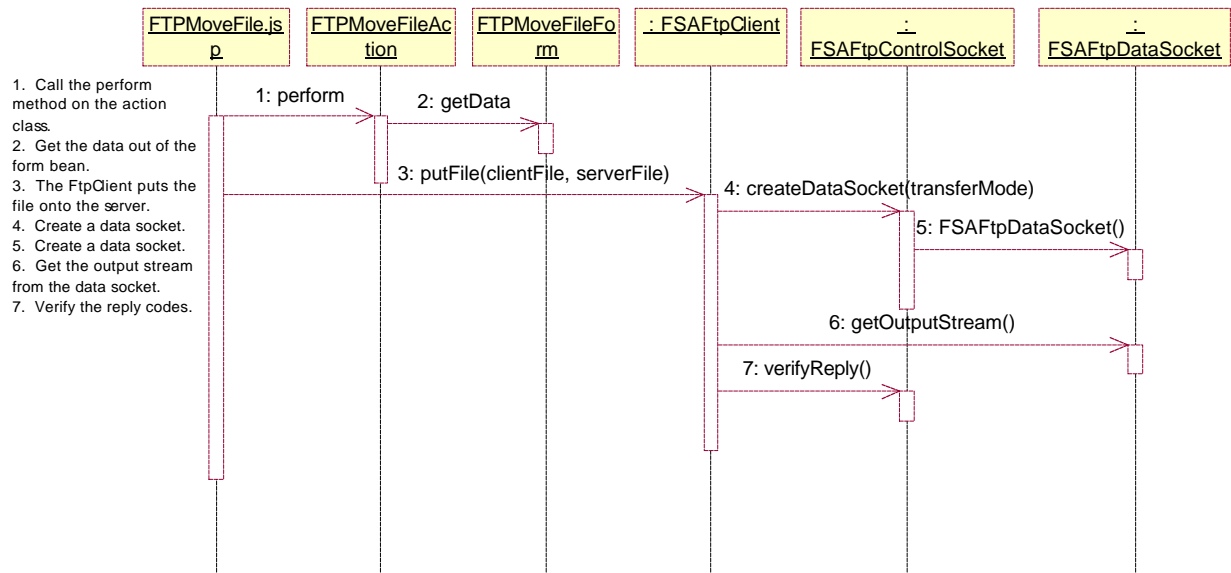 FTPMoveFile.js
p
FTPMoveFileAc
tion
FTPMoveFileFo
rm
: FSAFtpClient
:
FSAFtpControlSocket
:
FSAFtpDataSocket
1. Call the perform
method on the action
class.
2. Get the data out of the
form bean.
3. The FtpClient puts the
file onto the server.
4. Create a data socket.
5. Create a data socket.
6. Get the output stream
from the data socket.
7. Verify the reply codes.
1: perform
2: getData
3: putFile(clientFile, serverFile)
4: createDataSocket(transferMode)
5: FSAFtpDataSocket()
6: getOutputStream()
7: verifyReply()